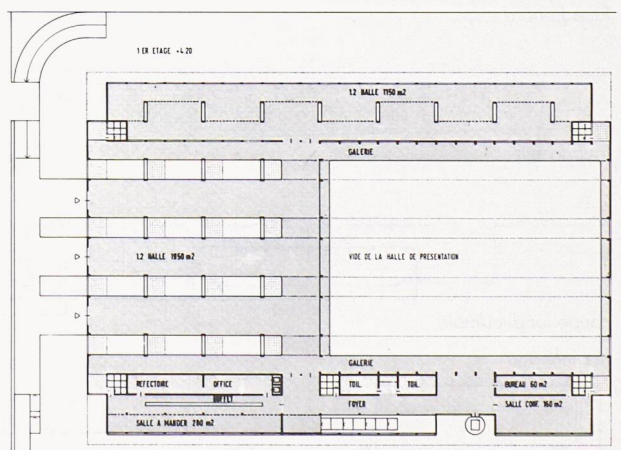 1 ER ETAGE +4.20
1.2 HALLE 1150 m2
GALERIE
1.2 HALLE 1850 m2
VIDE DE LA HALLE DE PRESENTATION
GALERIE
REFECTOIRE
OFFICE
TOIL.
TOIL.
BUREAU 60 m2
BUFFET
FOYER
SALLE CONF. 160 m2
SALLE A MANGER 280 m2